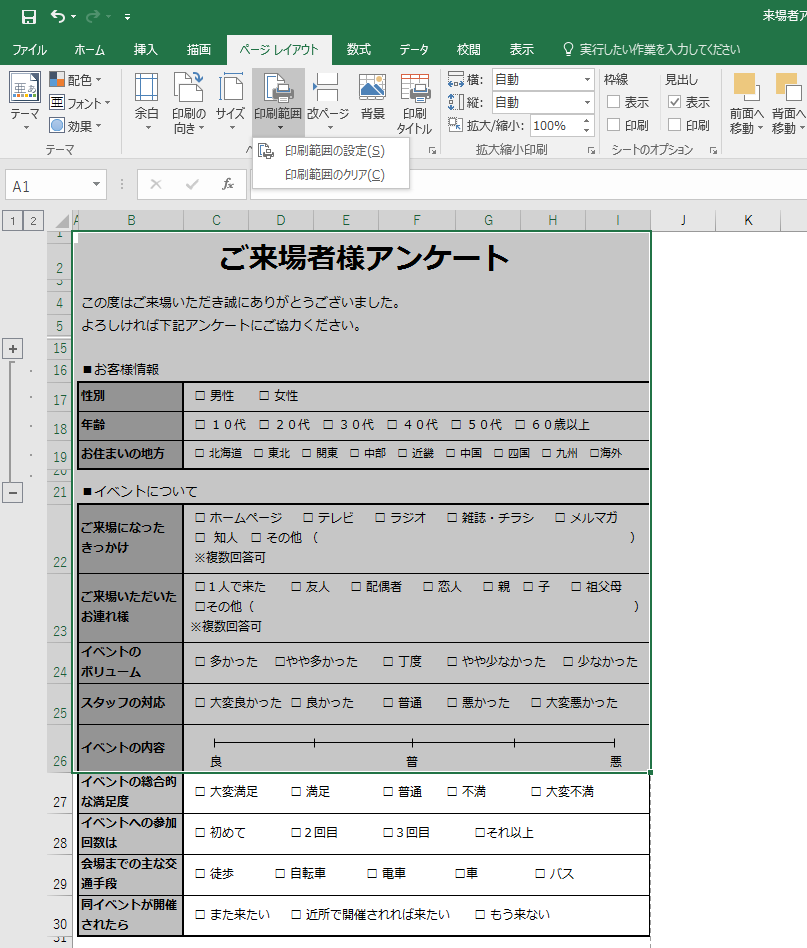 来場者ア
ファイル ホーム 挿入 描画 ページ レイアウト 数式 データ 校閲 表示 実行したい作業を入力してください
テーマ
配色
フォント
効果
余白
印刷の
向き
サイズ
印刷範囲
改ページ
背景
印刷
タイトル
横: 自動
縦: 自動
拡大/縮小: 100%
枠線 見出し
表示 表示
印刷 印刷
前面へ
移動
背面へ
移動
テーマ
拡大縮小印刷
シートのオプション
印刷範囲の設定(S)
印刷範囲のクリア(C)
A1
fx
1 2
A B C D E F G H I J K
1
2 ご来場者様アンケート
3
4 この度はご来場いただき誠にありがとうございました。
5 よろしければ下記アンケートにご協力ください。
15
16 ■お客様情報
17 性別 □ 男性 □ 女性
18 年齢 □ １０代 □ ２０代 □ ３０代 □ ４０代 □ ５０代 □ ６０歳以上
19 お住まいの地方 □ 北海道 □ 東北 □ 関東 □ 中部 □ 近畿 □ 中国 □ 四国 □ 九州 □海外
20
21 ■イベントについて
ご来場になった
きっかけ
□ ホームページ □ テレビ □ ラジオ □ 雑誌・チラシ □ メルマガ
□ 知人 □ その他 （ ）
22 ※複数回答可
ご来場いただいた
お連れ様
□１人で来た □ 友人 □ 配偶者 □ 恋人 □ 親 □ 子 □ 祖父母
□その他（ ）
23 ※複数回答可
イベントの
24 ボリューム □ 多かった □やや多かった □ 丁度 □ やや少なかった □ 少なかった
25 スタッフの対応 □ 大変良かった □ 良かった □ 普通 □ 悪かった □ 大変悪かった
イベントの内容
26 良 普 悪
イベントの総合的
27 な満足度 □ 大変満足 □ 満足 □ 普通 □ 不満 □ 大変不満
イベントへの参加
28 回数は □ 初めて □２回目 □３回目 □それ以上
会場までの主な交
29 通手段 □ 徒歩 □ 自転車 □ 電車 □車 □ バス
同イベントが開催
30 されたら □ また来たい □ 近所で開催されれば来たい □ もう来ない
31